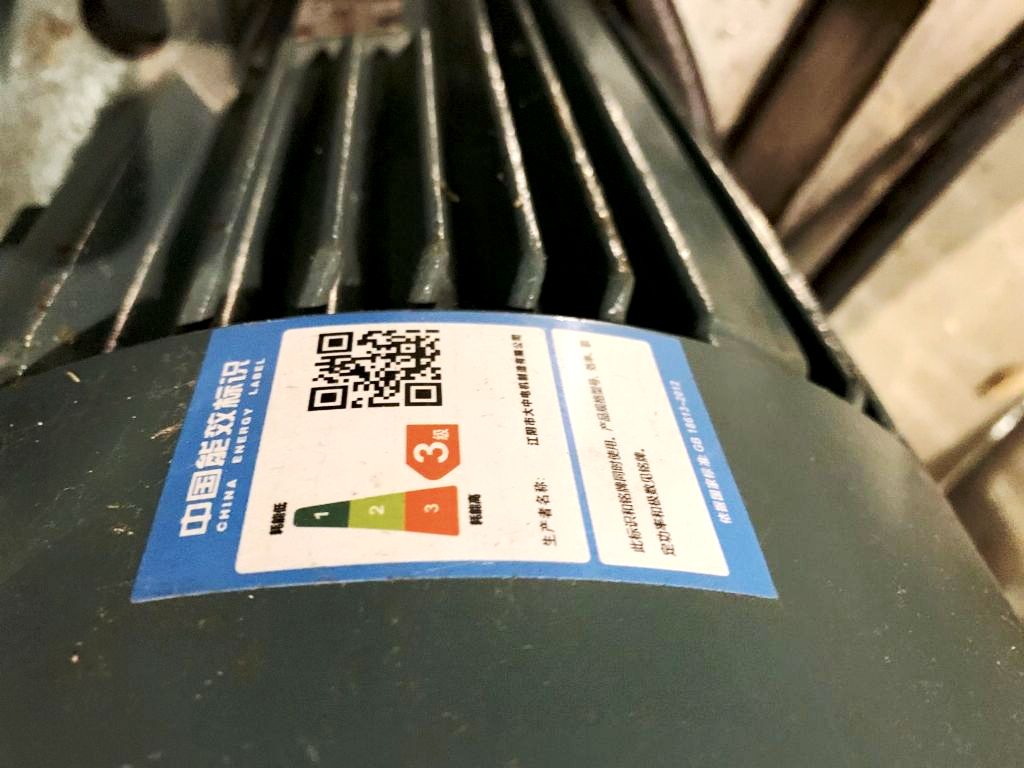 中国能效标识
CHINA ENERGY LABEL
耗能低
1
2
3
耗能高
3级
生产者名称: 江阴市大中电机制造有限公司
此标识和铭牌同时使用, 产品规格型号、效率、额
定功率和极数见铭牌。
依据国家标准: GB 18613-2012